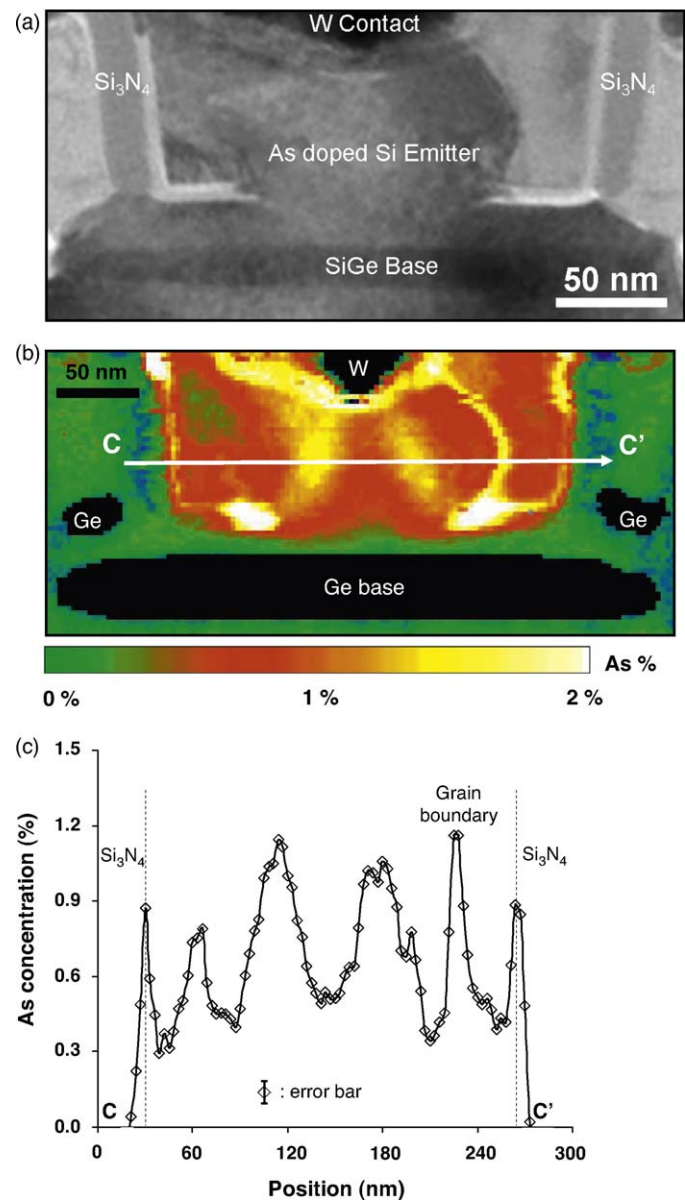 (a)
W Contact
Si₃N₄
Si₃N₄
As doped Si Emitter
SiGe Base
50 nm
(b)
50 nm
W
C
C'
Ge
Ge
Ge base
As %
0 %
1 %
2 %
(c)
1.5
1.2
0.9
0.6
0.3
0.0
As concentration (%)
Grain
boundary
Si₃N₄
Si₃N₄
: error bar
C
C'
0
60
120
180
240
300
Position (nm)